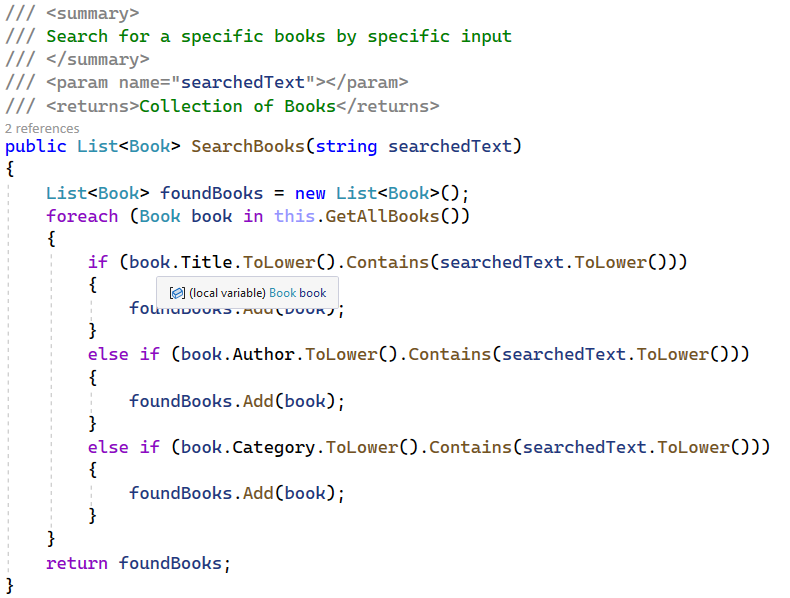 /// <summary>
/// Search for a specific books by specific input
/// </summary>
/// <param name="searchedText"></param>
/// <returns>Collection of Books</returns>
2 references
public List<Book> SearchBooks(string searchedText)
{
    List<Book> foundBooks = new List<Book>();
    foreach (Book book in this.GetAllBooks())
    {
        if (book.Title.ToLower().Contains(searchedText.ToLower()))
        {
(local variable) Book book
            foundBooks.Add(book);
        }
        else if (book.Author.ToLower().Contains(searchedText.ToLower()))
        {
            foundBooks.Add(book);
        }
        else if (book.Category.ToLower().Contains(searchedText.ToLower()))
        {
            foundBooks.Add(book);
        }
    }
    return foundBooks;
}